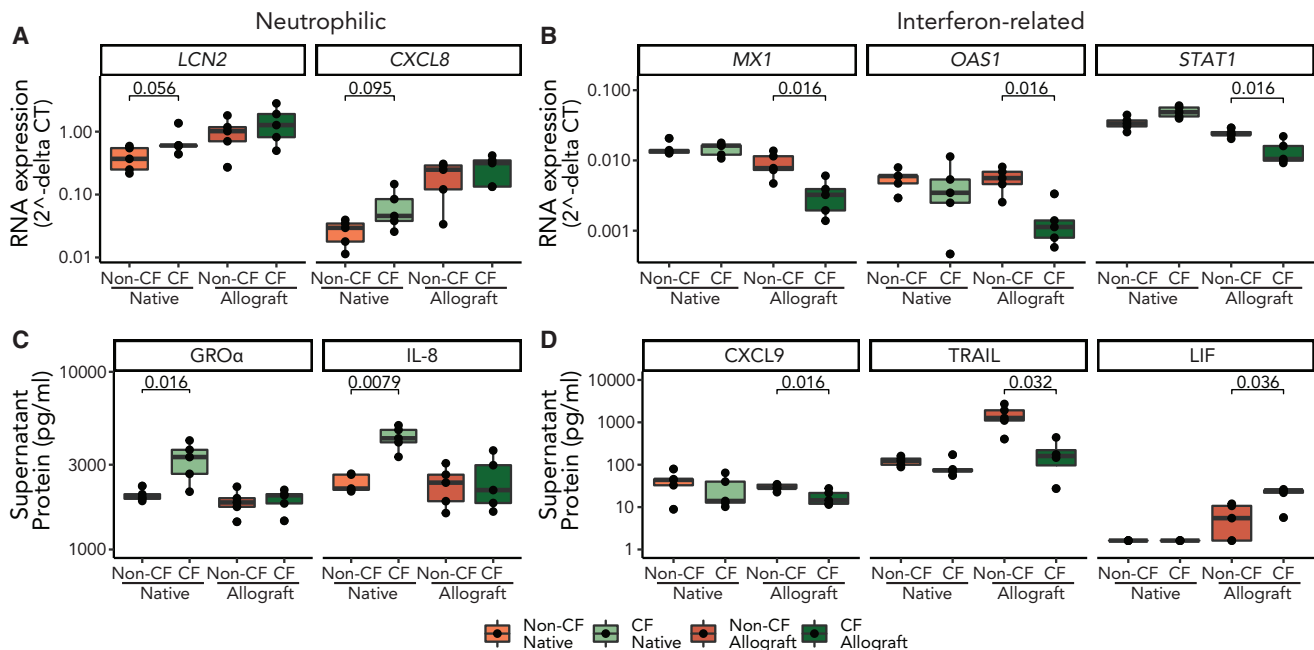 Neutrophilic
Interferon-related
A
LCN2 CXCL8
RNA expression
(2^-delta CT)
1.00
0.10
0.01
0.056
0.095
Non-CF CF Non-CF CF Non-CF CF Non-CF CF
Native Allograft Native Allograft
B
MX1 OAS1 STAT1
RNA expression
(2^-delta CT)
0.100
0.010
0.001
0.016
0.016
0.016
Non-CF CF Non-CF CF Non-CF CF Non-CF CF Non-CF CF Non-CF CF
Native Allograft Native Allograft Native Allograft
C
GROα IL-8
Supernatant
Protein (pg/ml)
10000
3000
1000
0.016
0.0079
Non-CF CF Non-CF CF Non-CF CF Non-CF CF
Native Allograft Native Allograft
D
CXCL9 TRAIL LIF
Supernatant
Protein (pg/ml)
10000
1000
100
10
1
0.016
0.032
0.036
Non-CF CF Non-CF CF Non-CF CF Non-CF CF Non-CF CF Non-CF CF
Native Allograft Native Allograft Native Allograft
Non-CF CF Non-CF CF
Native Native Allograft Allograft